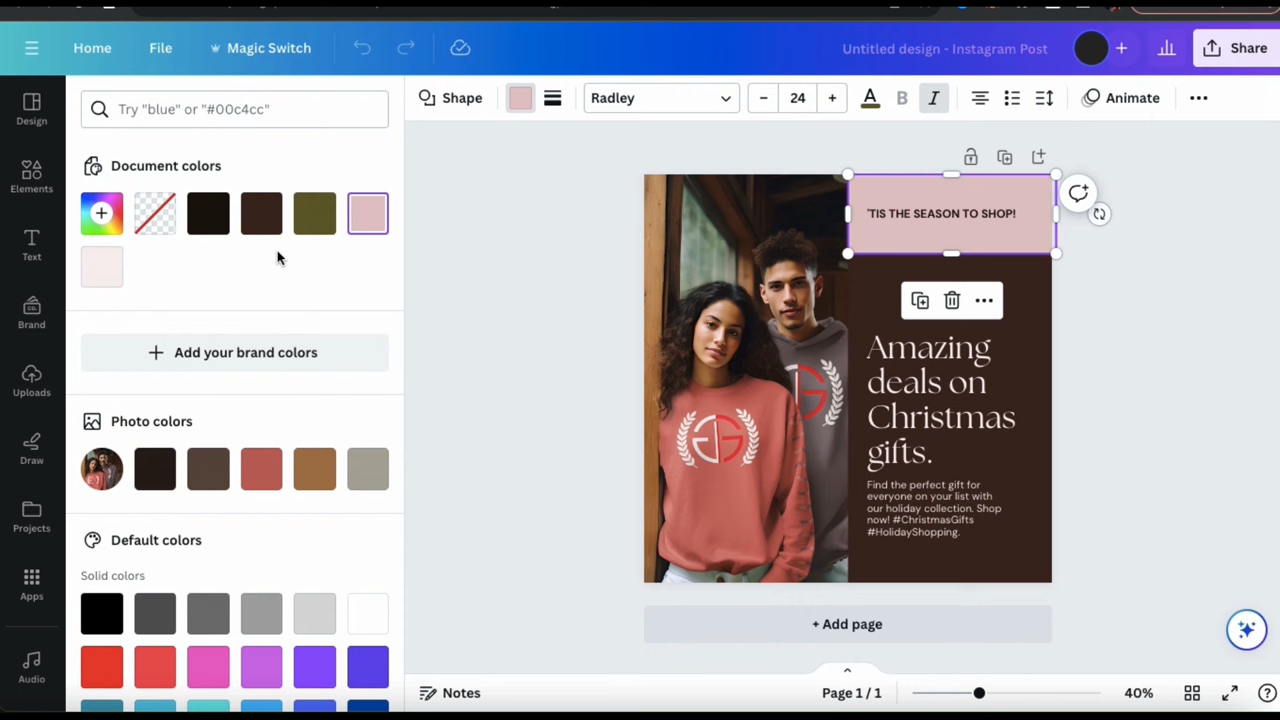 Home
File
Magic Switch
Untitled design - Instagram Post
Share
Design
Elements
Text
Brand
Uploads
Draw
Projects
Apps
Audio
Try "blue" or "#00c4cc"
Document colors
Add your brand colors
Photo colors
Default colors
Solid colors
Shape
Radley
24
A
B
I
Animate
'TIS THE SEASON TO SHOP!
Amazing
deals on
Christmas
gifts.
Find the perfect gift for
everyone on your list with
our holiday collection. Shop
now! #ChristmasGifts
#HolidayShopping.
+ Add page
Notes
Page 1 / 1
40%